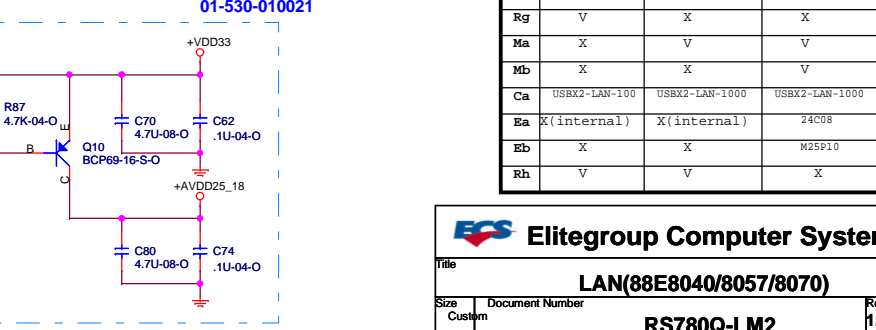 01-530-010021
+VDD33
R87
4.7K-04-O
E
B
C
Q10
BCP69-16-S-O
C70
4.7U-08-O
C62
.1U-04-O
+AVDD25_18
C80
4.7U-08-O
C74
.1U-04-O
Rg V X X
Ma X V V
Mb X X V
Ca USBX2-LAN-100 USBX2-LAN-1000 USBX2-LAN-1000
Ea X(internal) X(internal) 24C08
Eb X X M25P10
Rh V V X
ECS Elitegroup Computer
Title
LAN(88E8040/8057/8070)
Size
Custom
Document Number
RS780Q-LM2